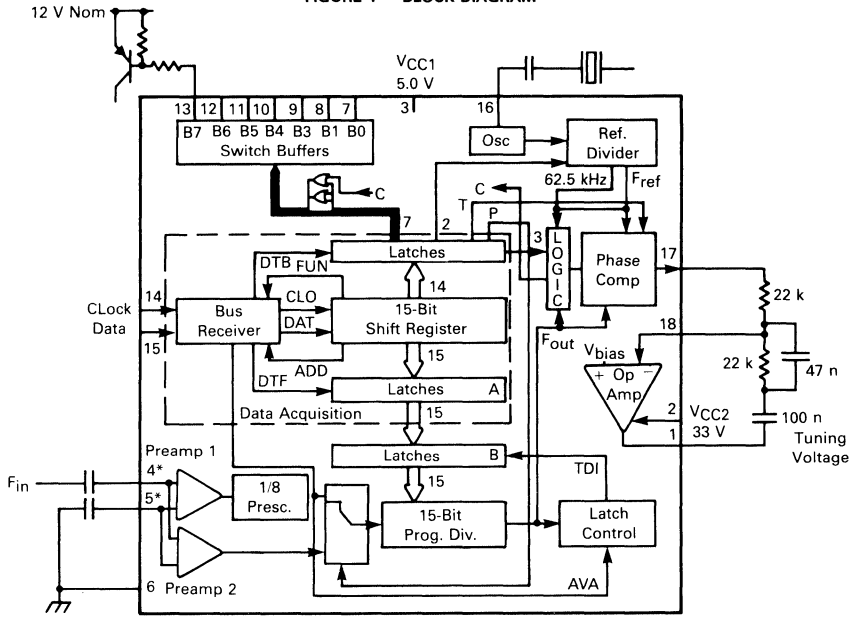 FIGURE 1 — BLOCK DIAGRAM
12 V Nom
VCC1
5.0 V
13 12 11 10 9 8 7
3
16
B7 B6 B5 B4 B3 B1 B0
Switch Buffers
Osc
Ref.
Divider
62.5 kHz
Fref
C
C
T
P
7
2
3
Latches
LOGIC
Phase
Comp
17
DTB
FUN
14
CLock
Data
14
15
Bus
Receiver
CLO
DAT
15-Bit
Shift Register
ADD
15
DTF
Latches A
Data Acquisition
15
Fout
22 k
18
22 k
47 n
Vbias
+ Op −
Amp
2
VCC2
33 V
1
100 n
Tuning
Voltage
Latches B
TDI
15
Preamp 1
Fin
4*
5*
1/8
Presc.
15-Bit
Prog. Div.
Latch
Control
6
Preamp 2
AVA